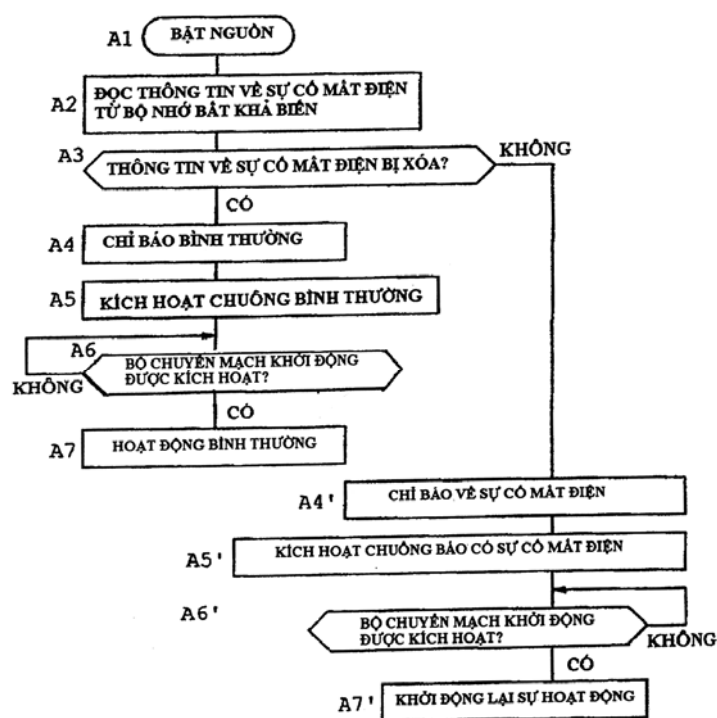 A1 BẬT NGUỒN
A2 ĐỌC THÔNG TIN VỀ SỰ CỐ MẤT ĐIỆN
TỪ BỘ NHỚ BẤT KHẢ BIẾN
A3 THÔNG TIN VỀ SỰ CỐ MẤT ĐIỆN BỊ XÓA? KHÔNG
CÓ
A4 CHỈ BÁO BÌNH THƯỜNG
A5 KÍCH HOẠT CHUÔNG BÌNH THƯỜNG
A6
BỘ CHUYỂN MẠCH KHỞI ĐỘNG
ĐƯỢC KÍCH HOẠT?
KHÔNG
CÓ
A7 HOẠT ĐỘNG BÌNH THƯỜNG
A4' CHỈ BÁO VỀ SỰ CỐ MẤT ĐIỆN
A5' KÍCH HOẠT CHUÔNG BÁO CÓ SỰ CỐ MẤT ĐIỆN
A6'
BỘ CHUYỂN MẠCH KHỞI ĐỘNG
ĐƯỢC KÍCH HOẠT?
KHÔNG
CÓ
A7' KHỞI ĐỘNG LẠI SỰ HOẠT ĐỘNG